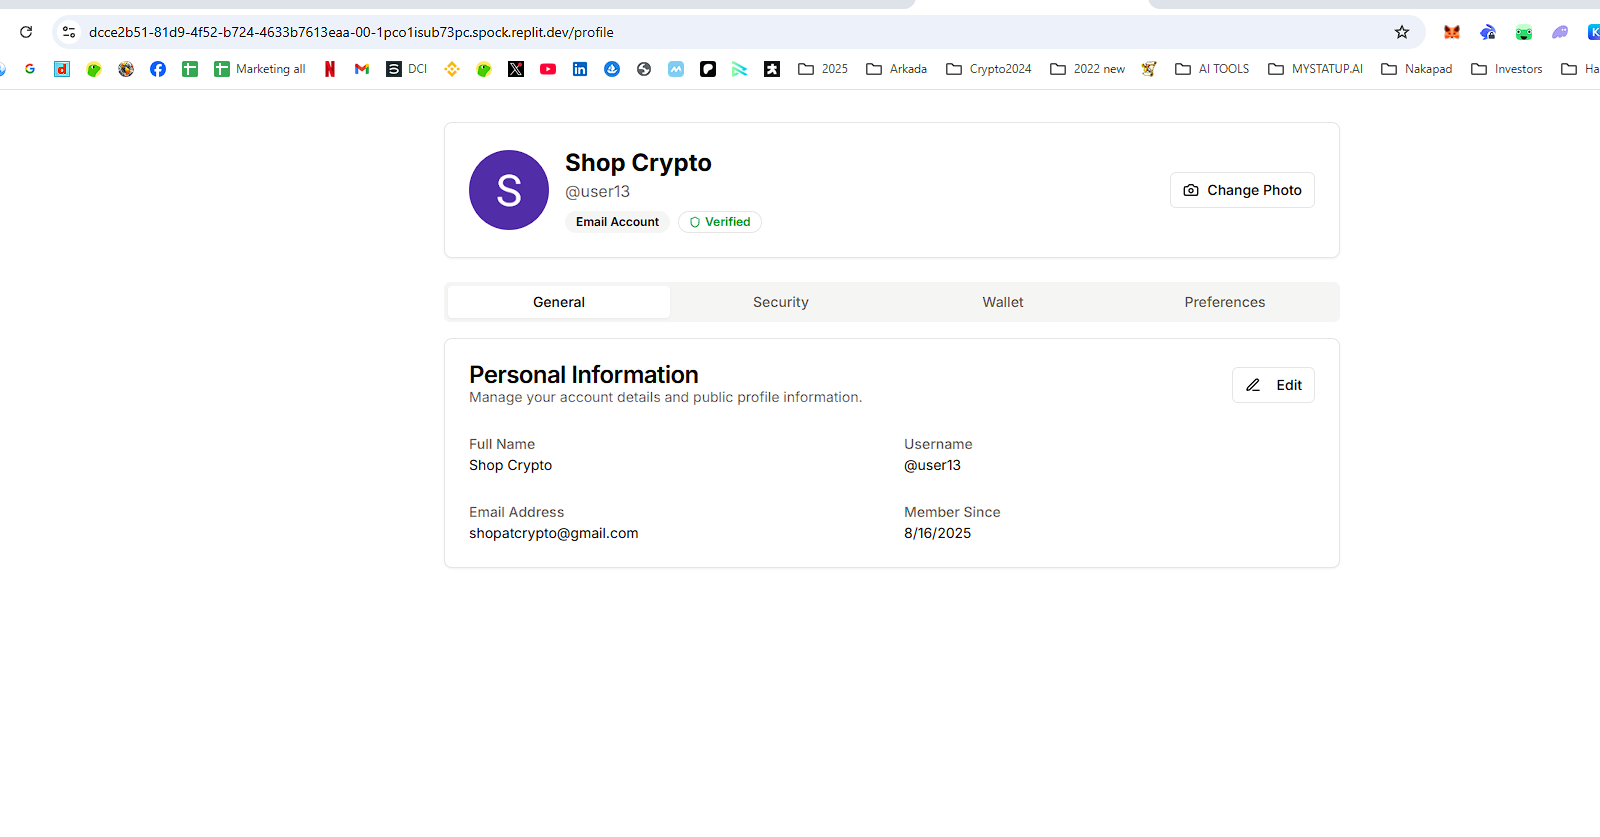 dcce2b51-81d9-4f52-b724-4633b7613eaa-00-1pco1isub73pc.spock.replit.dev/profile
Marketing all DCI 2025 Arkada Crypto2024 2022 new AI TOOLS MYSTATUP.AI Nakapad Investors Ha
S
Shop Crypto
@user13
Email Account Verified
Change Photo
General Security Wallet Preferences
Personal Information
Manage your account details and public profile information.
Edit
Full Name Username
Shop Crypto @user13
Email Address Member Since
shopatcrypto@gmail.com 8/16/2025